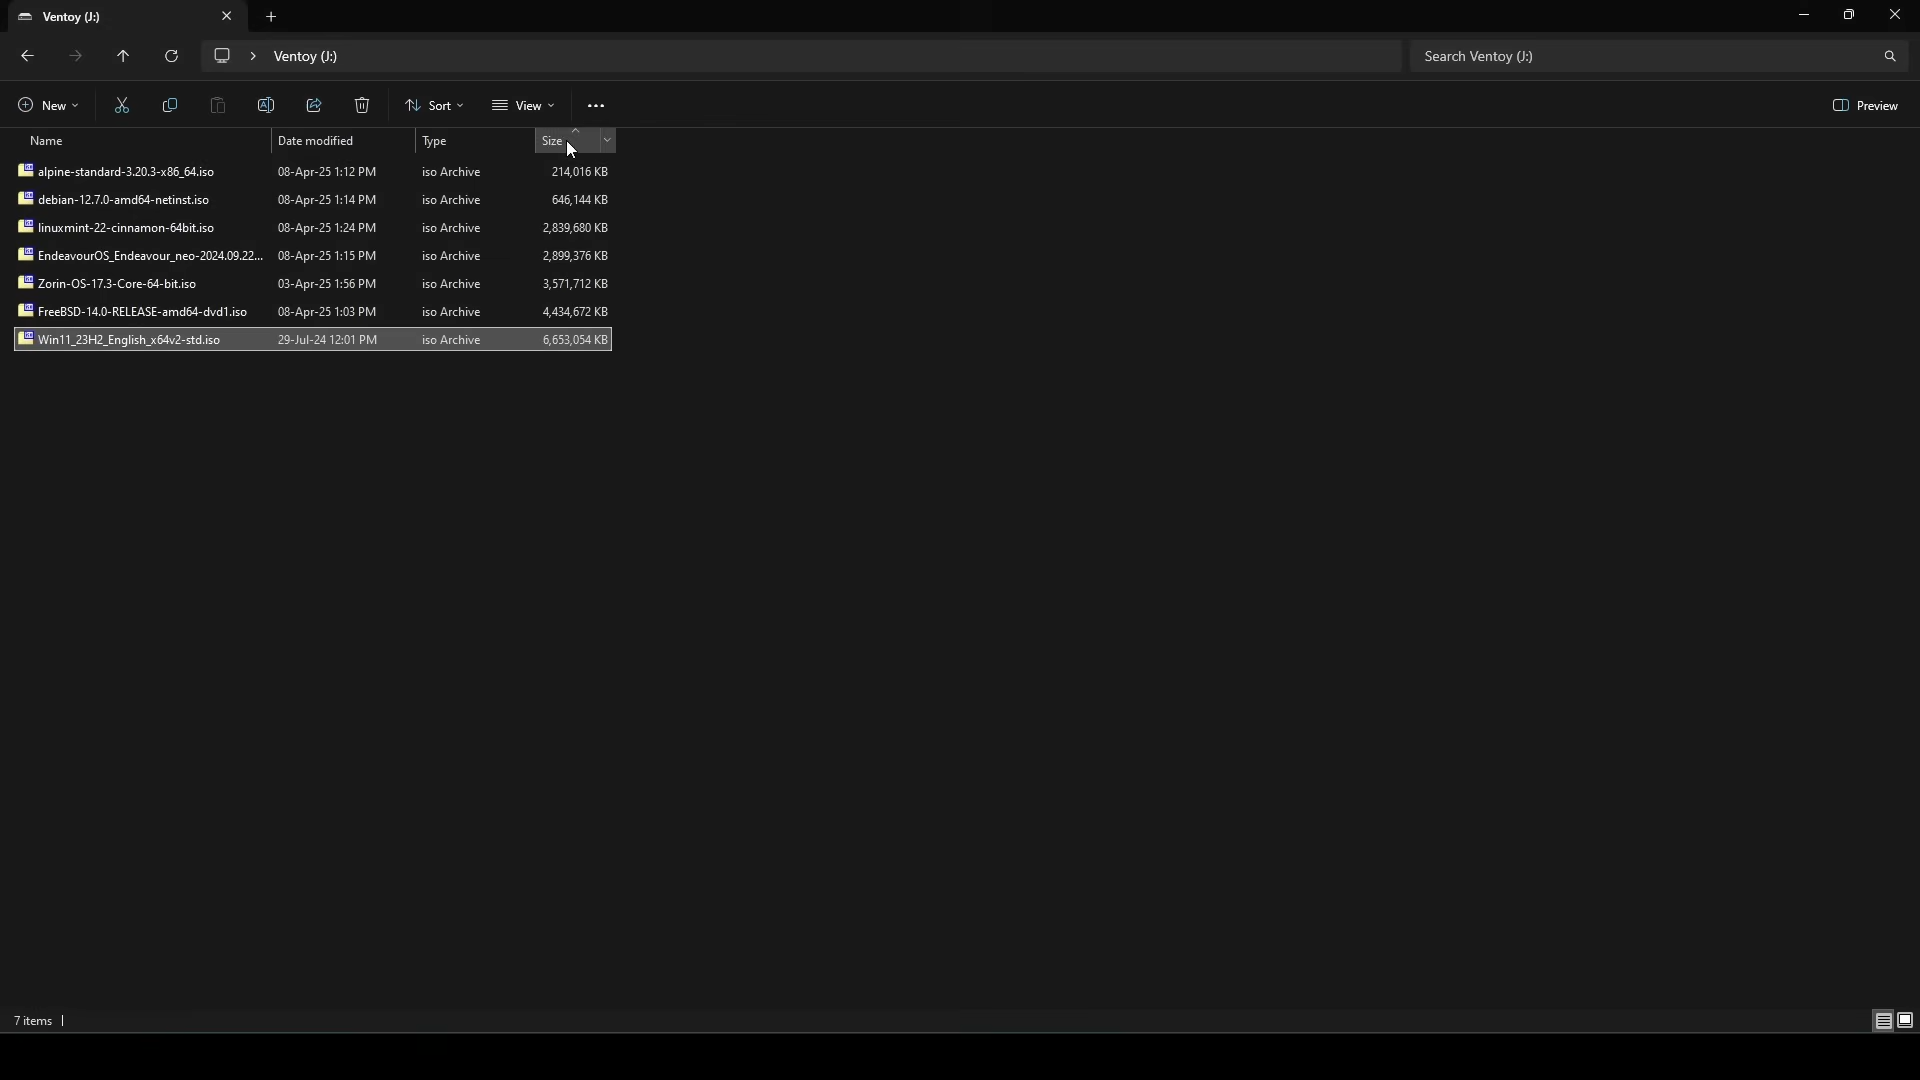 Ventoy (J:)
Ventoy (J:)
Search Ventoy (J:)
New
Sort
View
Preview
Name Date modified Type Size
alpine-standard-3.20.3-x86_64.iso 08-Apr-25 1:12 PM iso Archive 214,016 KB
debian-12.7.0-amd64-netinst.iso 08-Apr-25 1:14 PM iso Archive 646,144 KB
linuxmint-22-cinnamon-64bit.iso 08-Apr-25 1:24 PM iso Archive 2,839,680 KB
EndeavourOS_Endeavour_neo-2024.09.22... 08-Apr-25 1:15 PM iso Archive 2,899,376 KB
Zorin-OS-17.3-Core-64-bit.iso 03-Apr-25 1:56 PM iso Archive 3,571,712 KB
FreeBSD-14.0-RELEASE-amd64-dvd1.iso 08-Apr-25 1:03 PM iso Archive 4,434,672 KB
Win11_23H2_English_x64v2-std.iso 29-Jul-24 12:01 PM iso Archive 6,653,054 KB
7 items